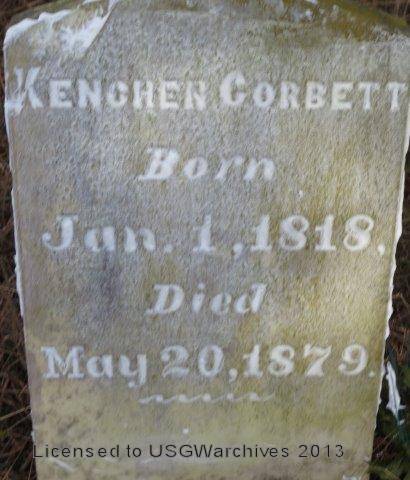 KENCHEN CORBETT
Born
Jan. 1, 1818.
Died
May 20, 1879.
Licensed to USGWarchives 2013